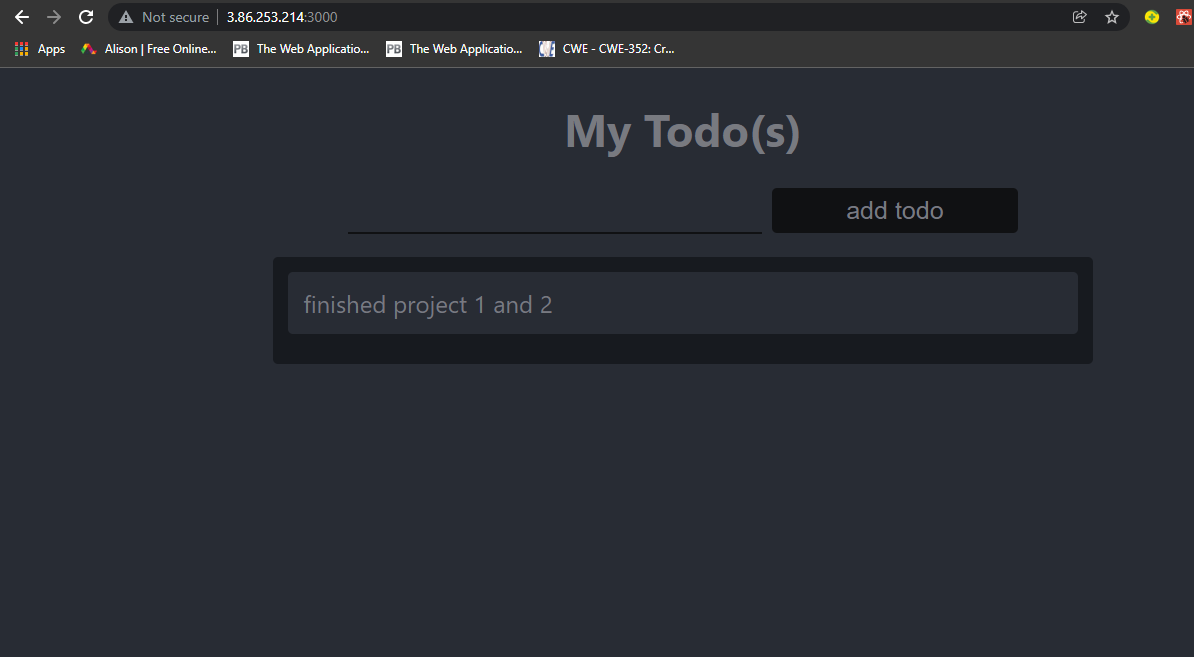 Not secure 3.86.253.214:3000
Apps Alison | Free Online... PB The Web Applicatio... PB The Web Applicatio... CWE - CWE-352: Cr...
My Todo(s)
add todo
finished project 1 and 2